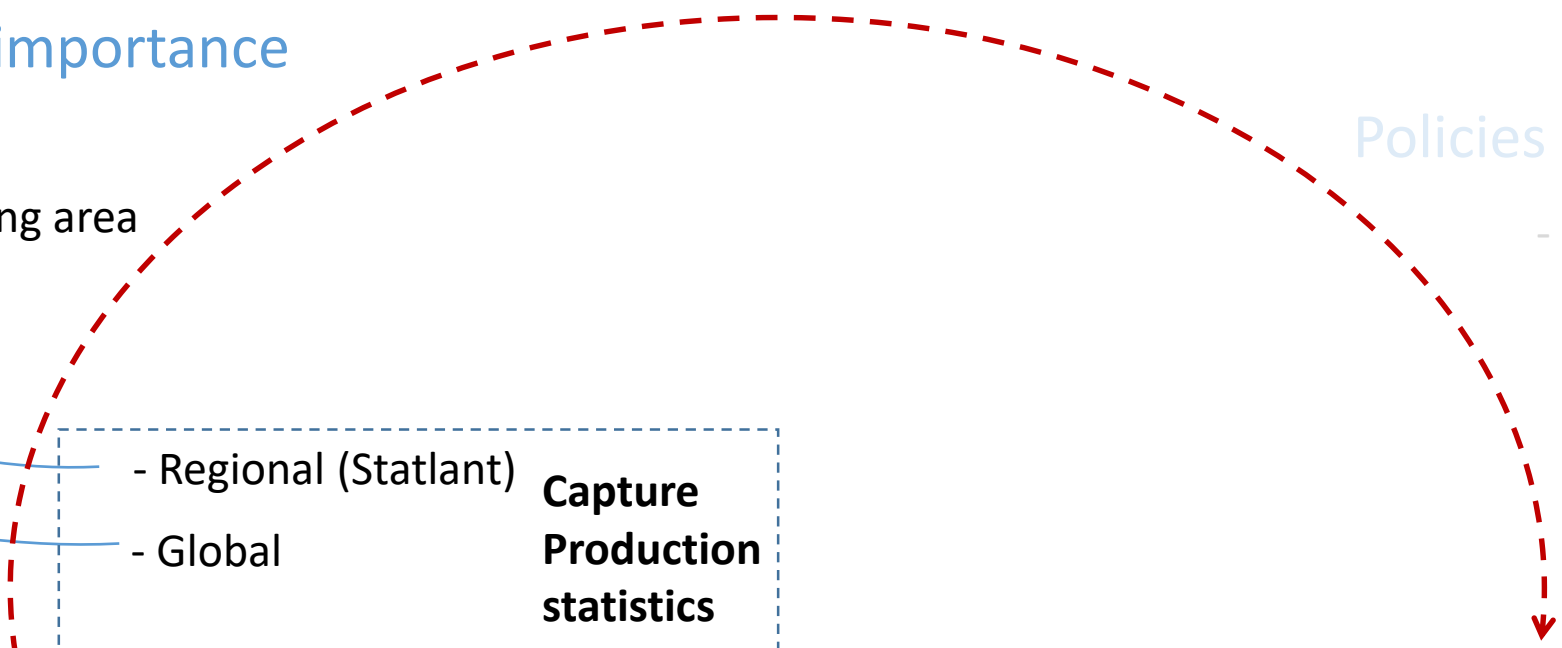 importance
Policies
ng area
-
- Regional (Statlant)
- Global
Capture
Production
statistics